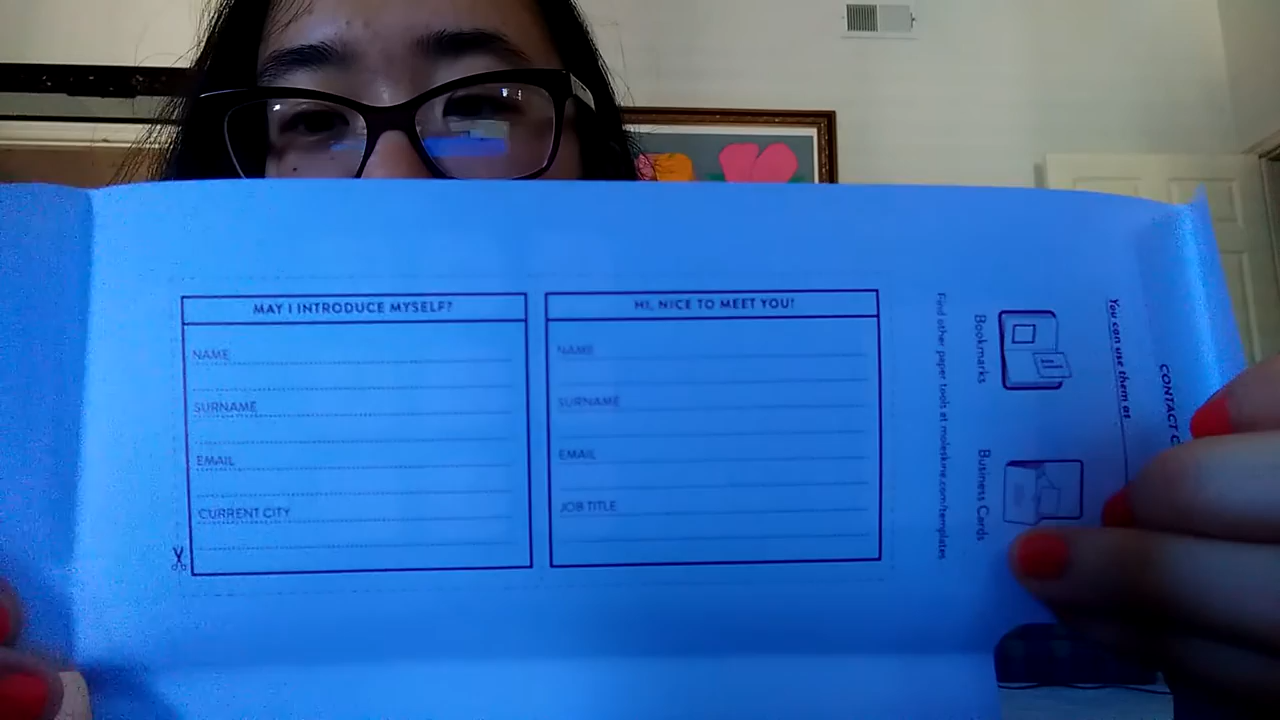 MAY I INTRODUCE MYSELF?
NAME
SURNAME
EMAIL
CURRENT CITY
HI, NICE TO MEET YOU!
NAME
SURNAME
EMAIL
JOB TITLE
CONTACT
You can use them as
Bookmarks
Business Cards
Find other paper tools at moleskine.com/templates